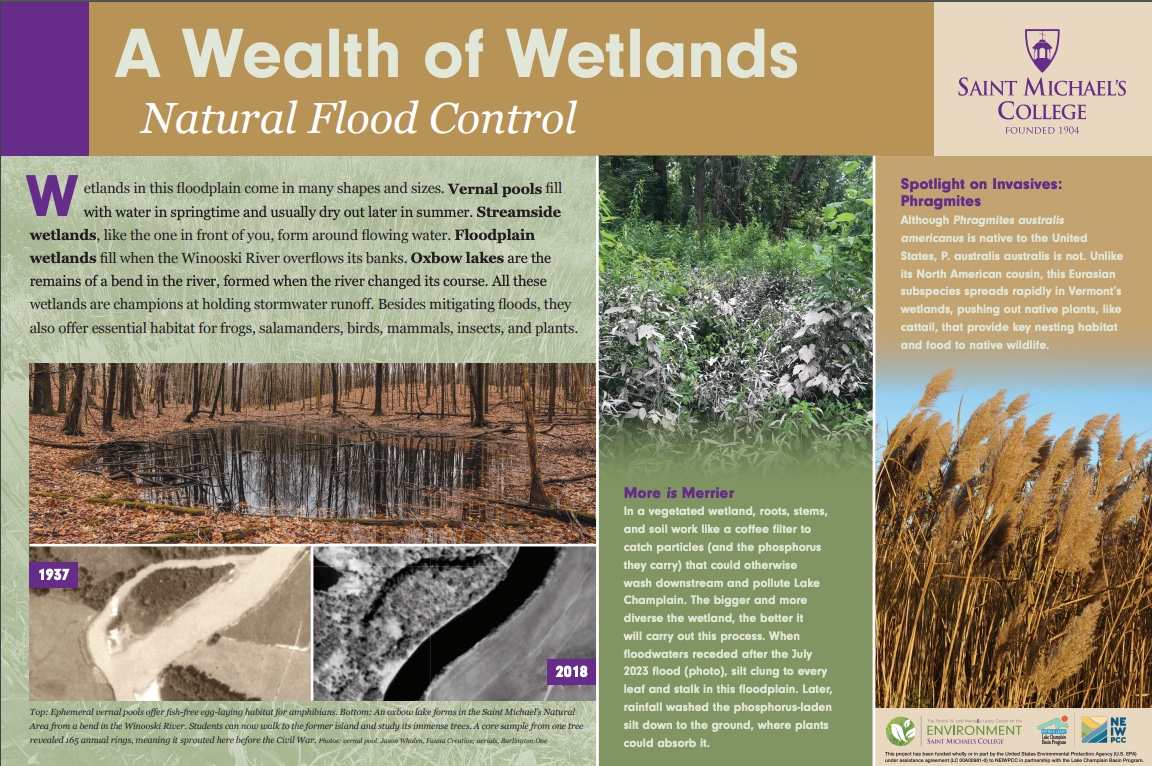 A Wealth of Wetlands
Natural Flood Control
SAINT MICHAEL'S
COLLEGE
FOUNDED 1904
Wetlands in this floodplain come in many shapes and sizes. Vernal pools fill
with water in springtime and usually dry out later in summer. Streamside
wetlands, like the one in front of you, form around flowing water. Floodplain
wetlands fill when the Winooski River overflows its banks. Oxbow lakes are the
remains of a bend in the river, formed when the river changed its course. All these
wetlands are champions at holding stormwater runoff. Besides mitigating floods, they
also offer essential habitat for frogs, salamanders, birds, mammals, insects, and plants.
1937
2018
Top: Ephemeral vernal pools offer fish-free egg-laying habitat for amphibians. Bottom: An oxbow lake forms in the Saint Michael's Natural
Area from a bend in the Winooski River. Students can now walk to the former island and study its immense trees. A core sample from one tree
revealed 165 annual rings, meaning it sprouted here before the Civil War. Photos: vernal pool, Jason Whalen, Fauna Creative; aerials, Burlington.One
More is Merrier
In a vegetated wetland, roots, stems,
and soil work like a coffee filter to
catch particles (and the phosphorus
they carry) that could otherwise
wash downstream and pollute Lake
Champlain. The bigger and more
diverse the wetland, the better it
will carry out this process. When
floodwaters receded after the July
2023 flood (photo), silt clung to every
leaf and stalk in this floodplain. Later,
rainfall washed the phosphorus-laden
silt down to the ground, where plants
could absorb it.
Spotlight on Invasives:
Phragmites
Although Phragmites australis
americanus is native to the United
States, P. australis australis is not. Unlike
its North American cousin, this Eurasian
subspecies spreads rapidly in Vermont's
wetlands, pushing out native plants, like
cattail, that provide key nesting habitat
and food to native wildlife.
Center for the
ENVIRONMENT
SAINT MICHAEL'S COLLEGE
Lake Champlain
Basin Program
NE
IW
PCC
This project has been funded wholly or in part by the United States Environmental Protection Agency (U.S. EPA)
under assistance agreement (LC 00A00981-0) to NEIWPCC in partnership with the Lake Champlain Basin Program.